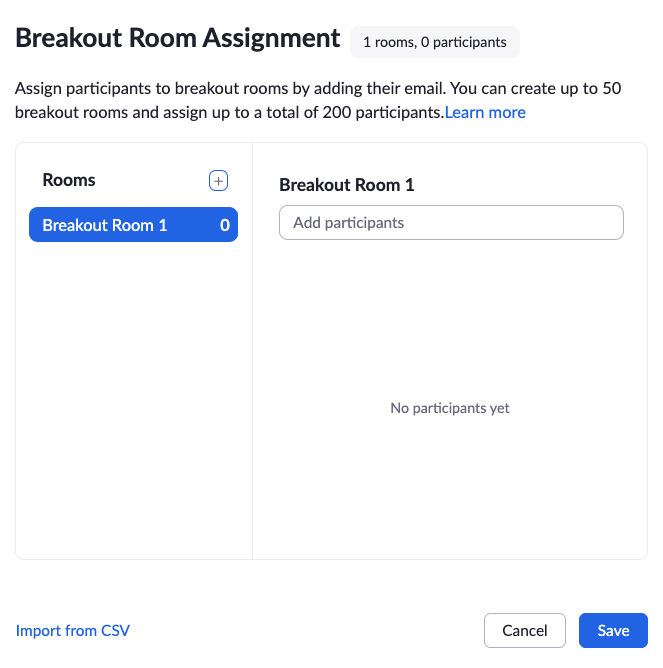 Breakout Room Assignment 1 rooms, 0 participants
Assign participants to breakout rooms by adding their email. You can create up to 50
breakout rooms and assign up to a total of 200 participants.Learn more
Rooms +
Breakout Room 1 0
Breakout Room 1
Add participants
No participants yet
Import from CSV
Cancel
Save